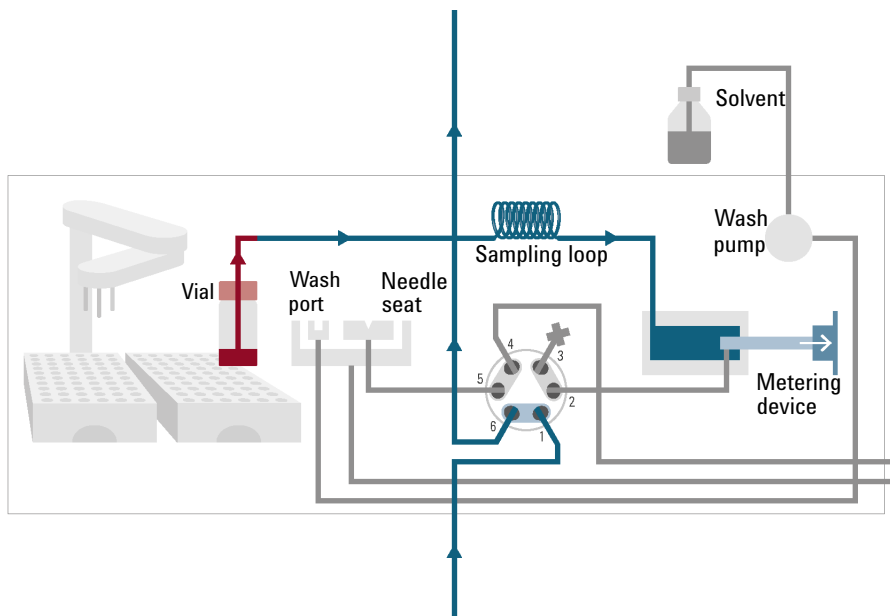 Solvent
Wash
pump
Sampling loop
Vial
Wash
port
Needle
seat
4
3
5
2
6
1
Metering
device